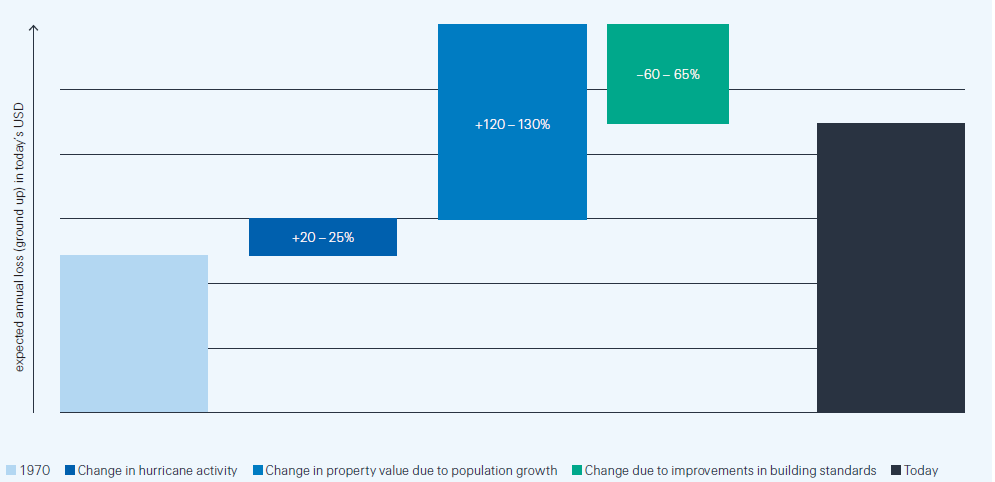 expected annual loss (ground up) in today's USD
+20 – 25%
+120 – 130%
–60 – 65%
1970
Change in hurricane activity
Change in property value due to population growth
Change due to improvements in building standards
Today